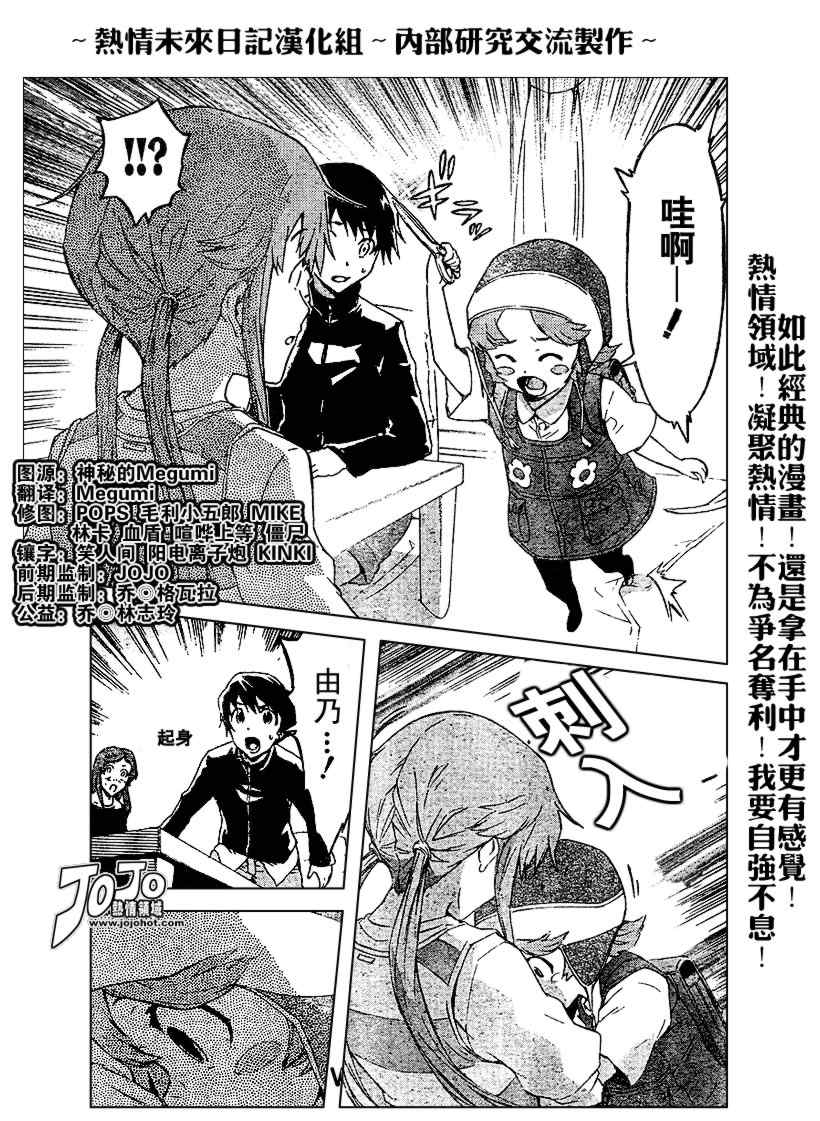 ~熱情未來日記漢化組~內部研究交流製作~
哇啊—！
!!?
ギギ
图源：神秘的Megumi
翻译：Megumi
修图：POPS 毛利小五郎 MIKE
林卡 血盾 喧哗上等 僵尸
镶字：笑人间 阳电离子炮 KINKI
前期监制：JOJO
后期监制：乔◎格瓦拉
公益：乔◎林志玲
如此經典的漫畫！還是拿在手中才更有感覺！
熱情領域！凝聚熱情！不為爭名奪利！我要自強不息！
刺入
由乃…！
起身
JOJO
熱情領域
www.jojohot.com